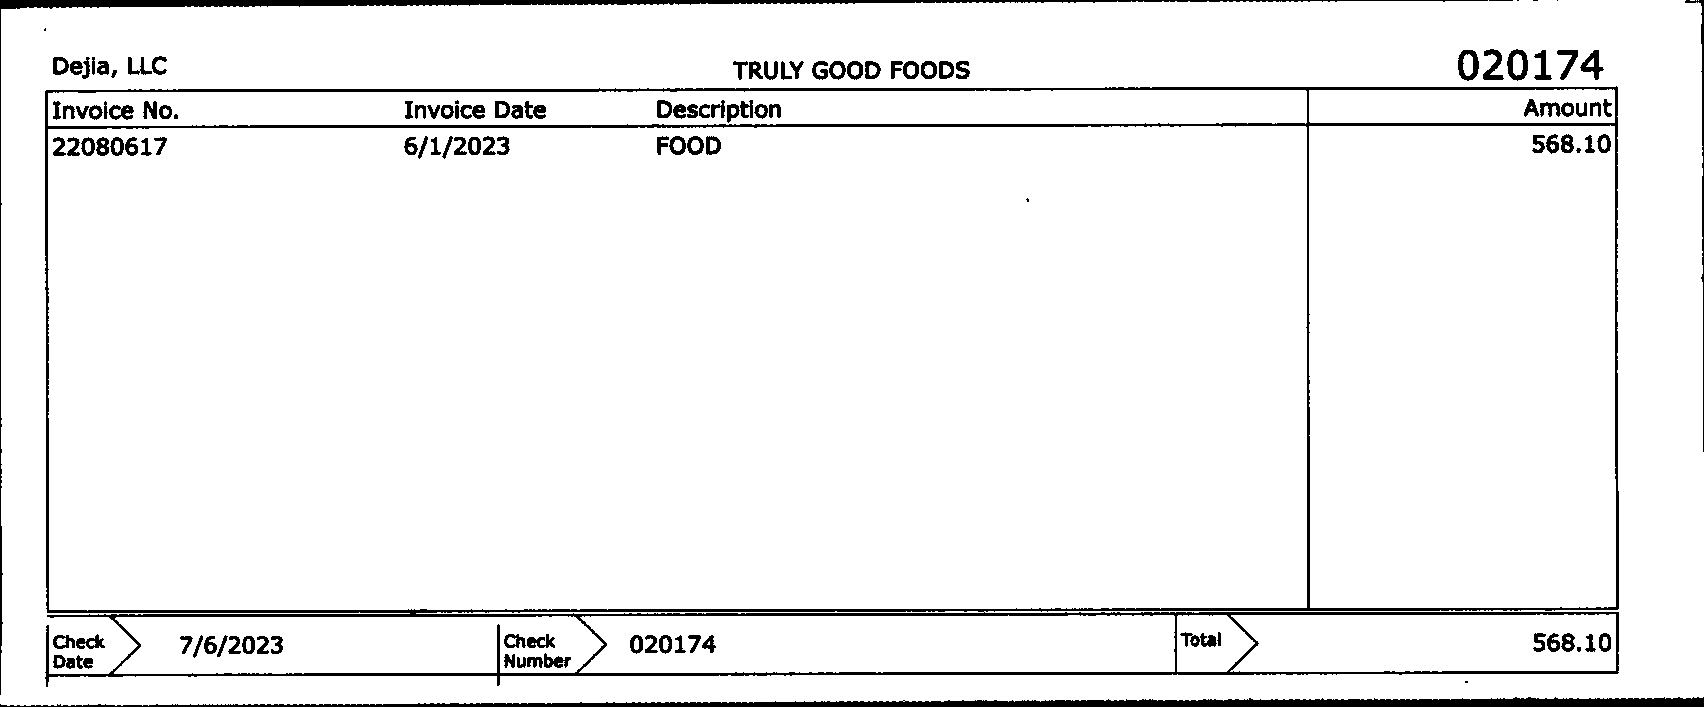 Dejia, LLC TRULY GOOD FOODS 020174
Invoice No. Invoice Date Description Amount
22080617 6/1/2023 FOOD 568.10
Check Date 7/6/2023 Check Number 020174 Total 568.10